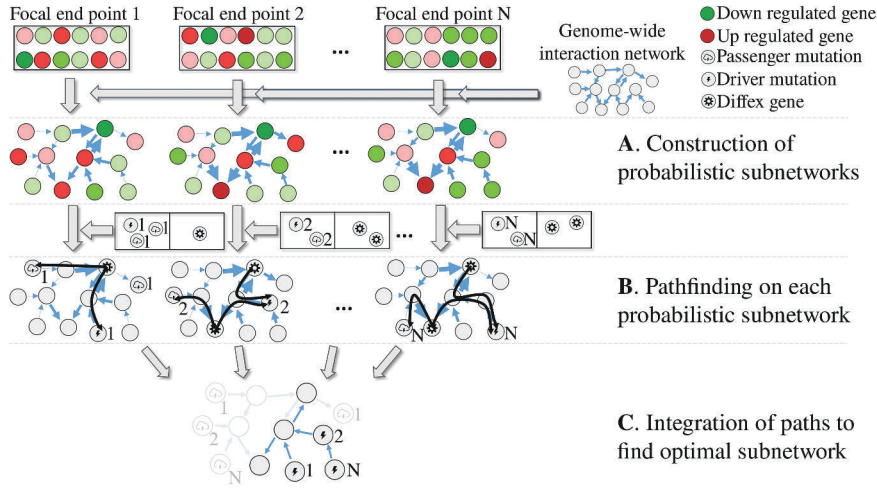 Focal end point 1
Focal end point 2
Focal end point N
...
Genome-wide
interaction network
Down regulated gene
Up regulated gene
Passenger mutation
Driver mutation
Diffex gene
...
A. Construction of
probabilistic subnetworks
1 1
1
2
2
...
N
N
1
1
1
2
2
...
N
N
B. Pathfinding on each
probabilistic subnetwork
1
1
2
2
N
1
N
C. Integration of paths to
find optimal subnetwork